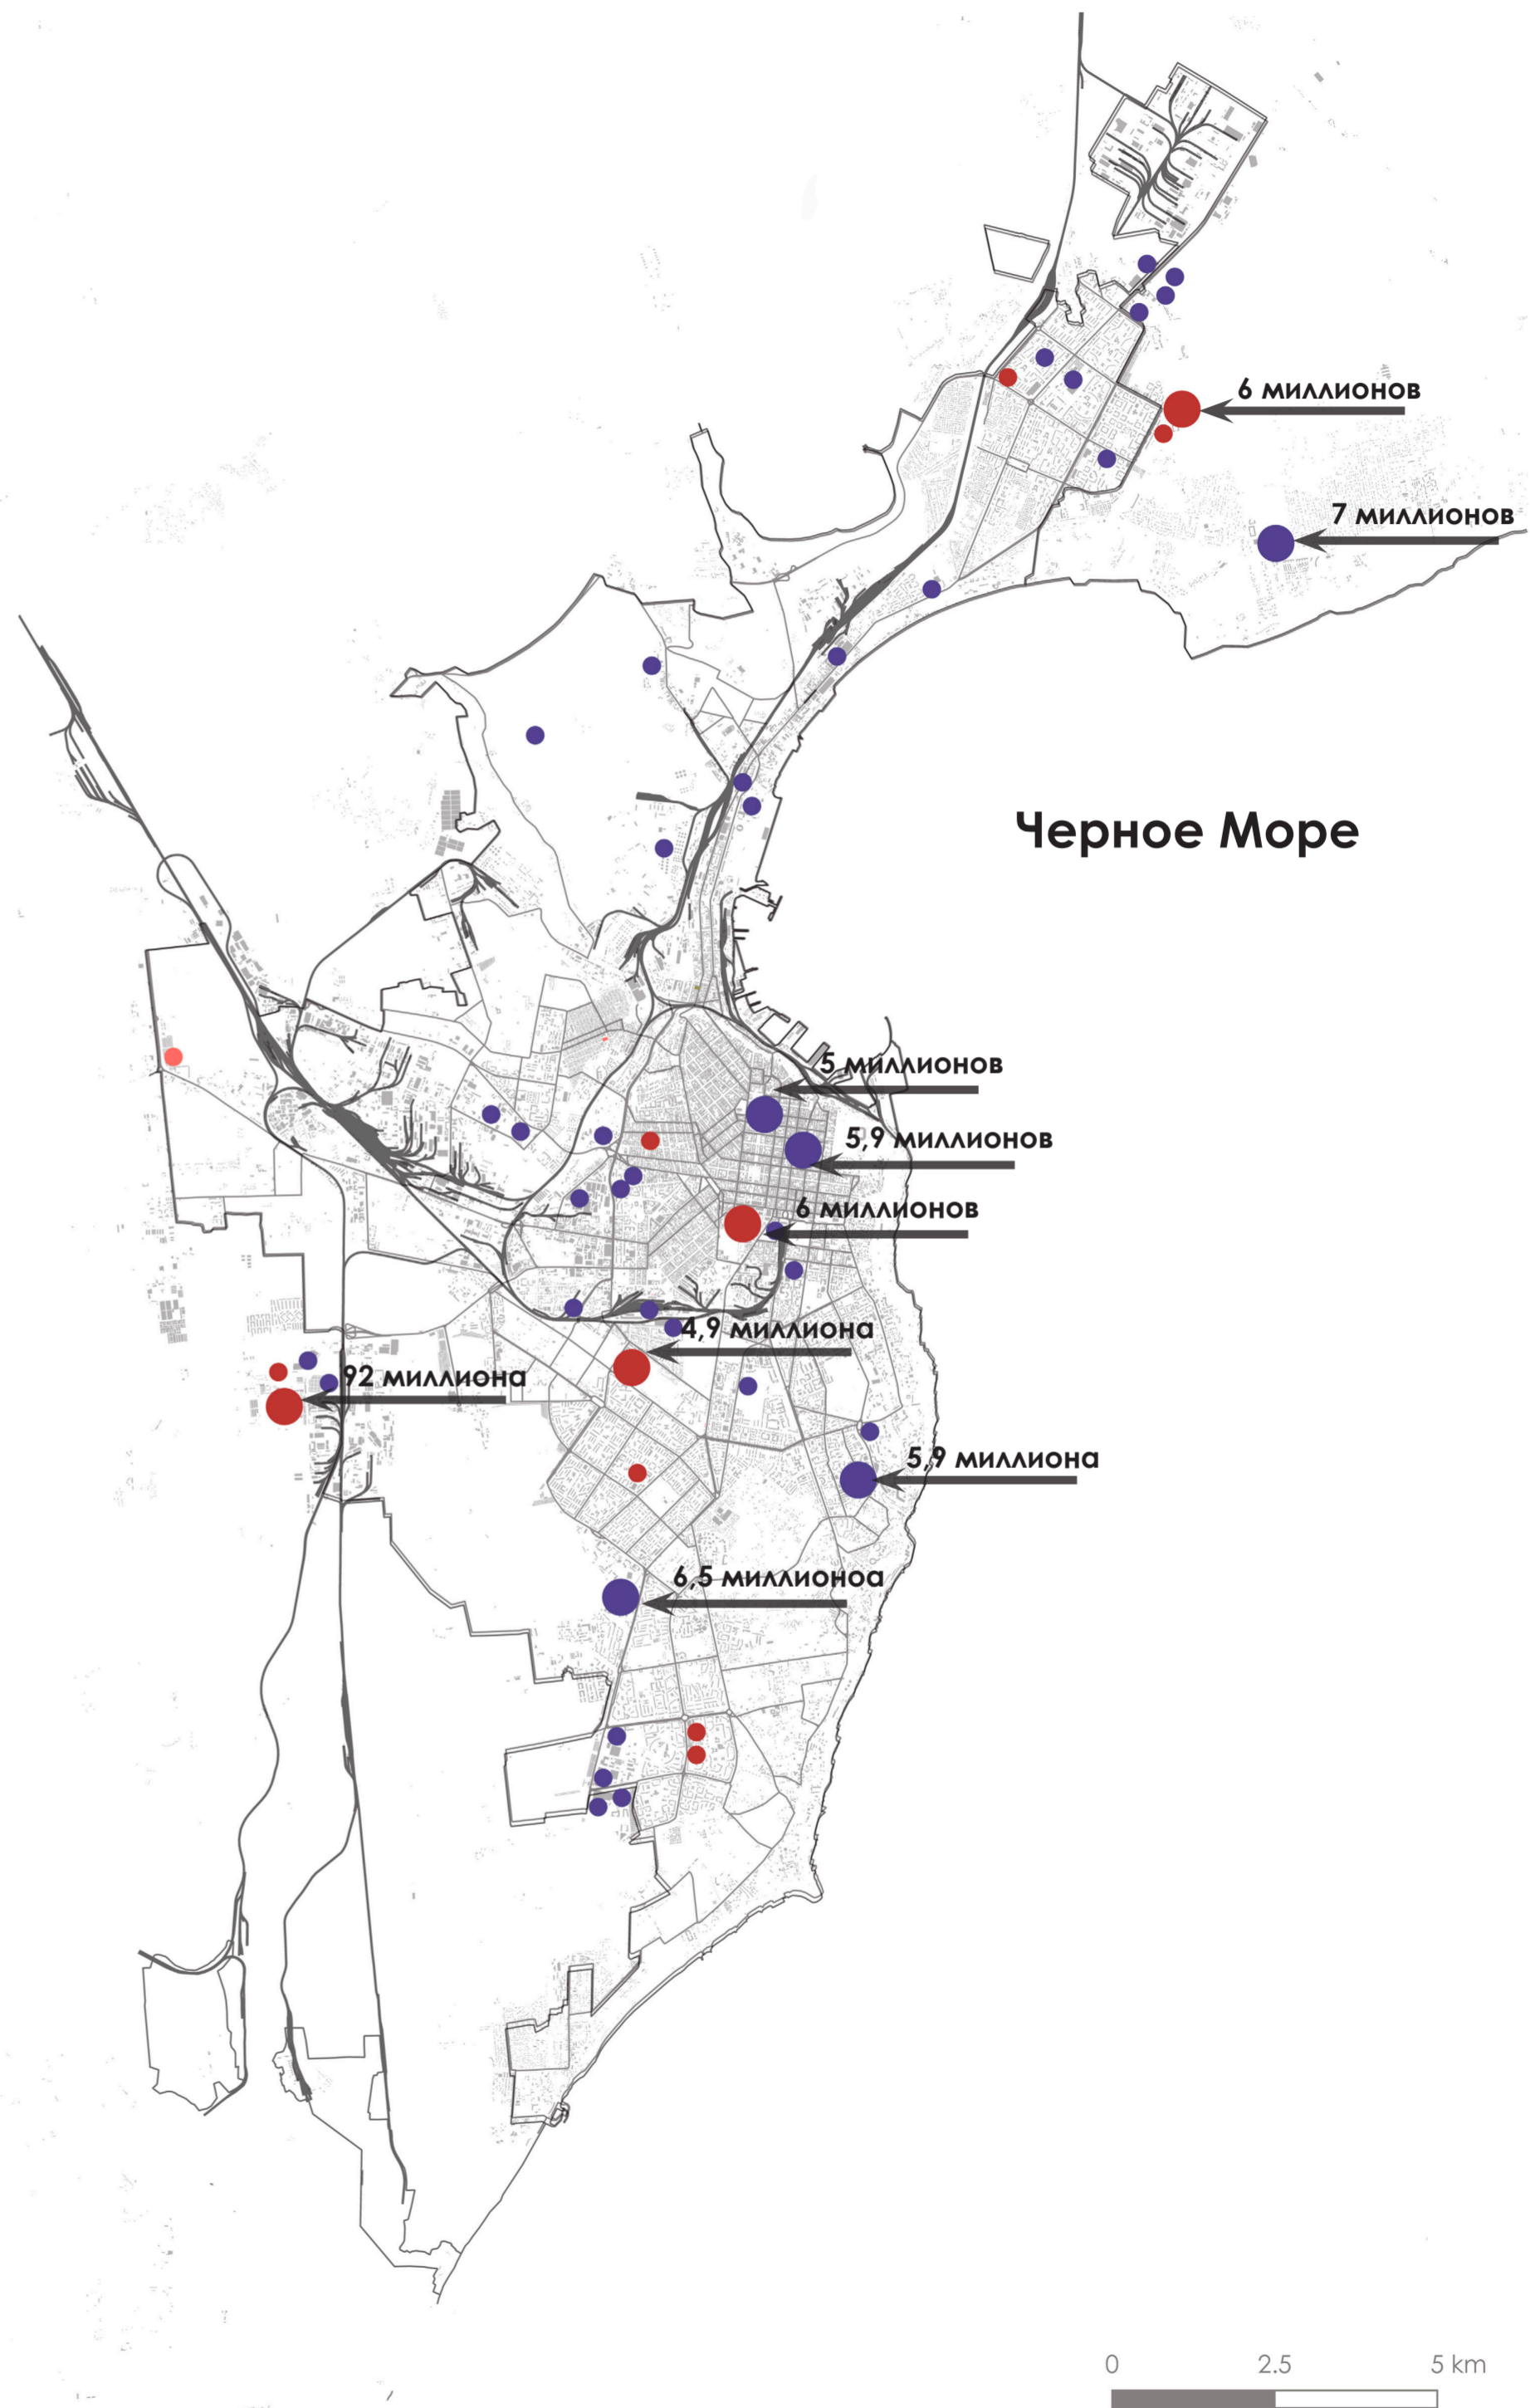 6 миллионов
7 миллионов
Черное Море
5 миллионов
5,9 миллионов
6 миллионов
4,9 миллиона
92 миллиона
5,9 миллиона
6,5 миллионоа
0 2.5 5 km